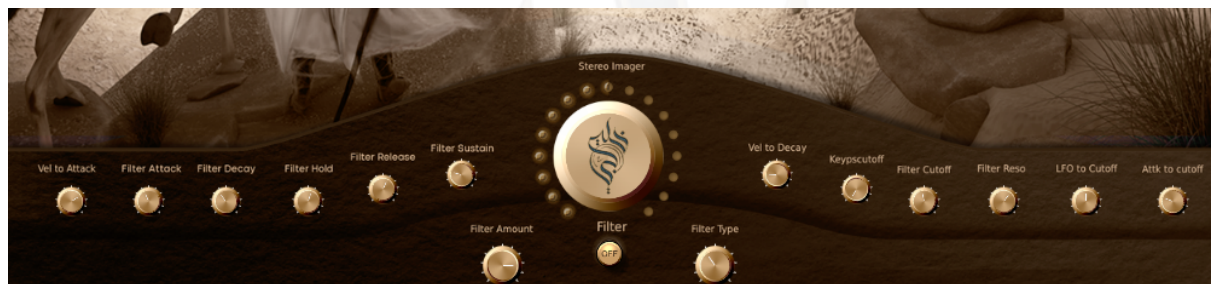 Stereo Imager
Vel to Attack
Filter Attack
Filter Decay
Filter Hold
Filter Release
Filter Sustain
Vel to Decay
Keypscutoff
Filter Cutoff
Filter Reso
LFO to Cutoff
Attk to cutoff
Filter Amount
Filter
OFF
Filter Type